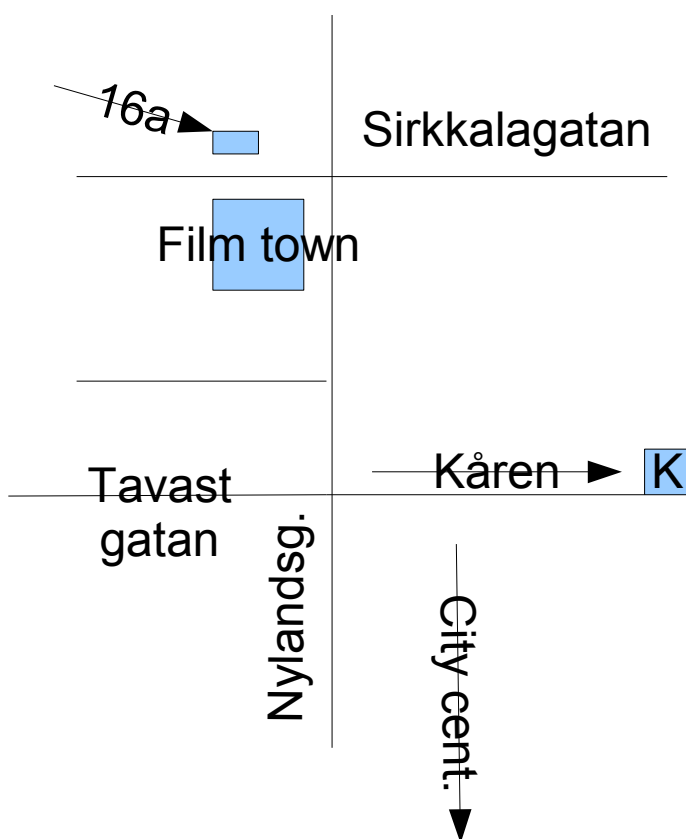 16a
Sirkkalagatan
Film town
Kåren
K
Tavast
gatan
Nylandsg.
City cent.